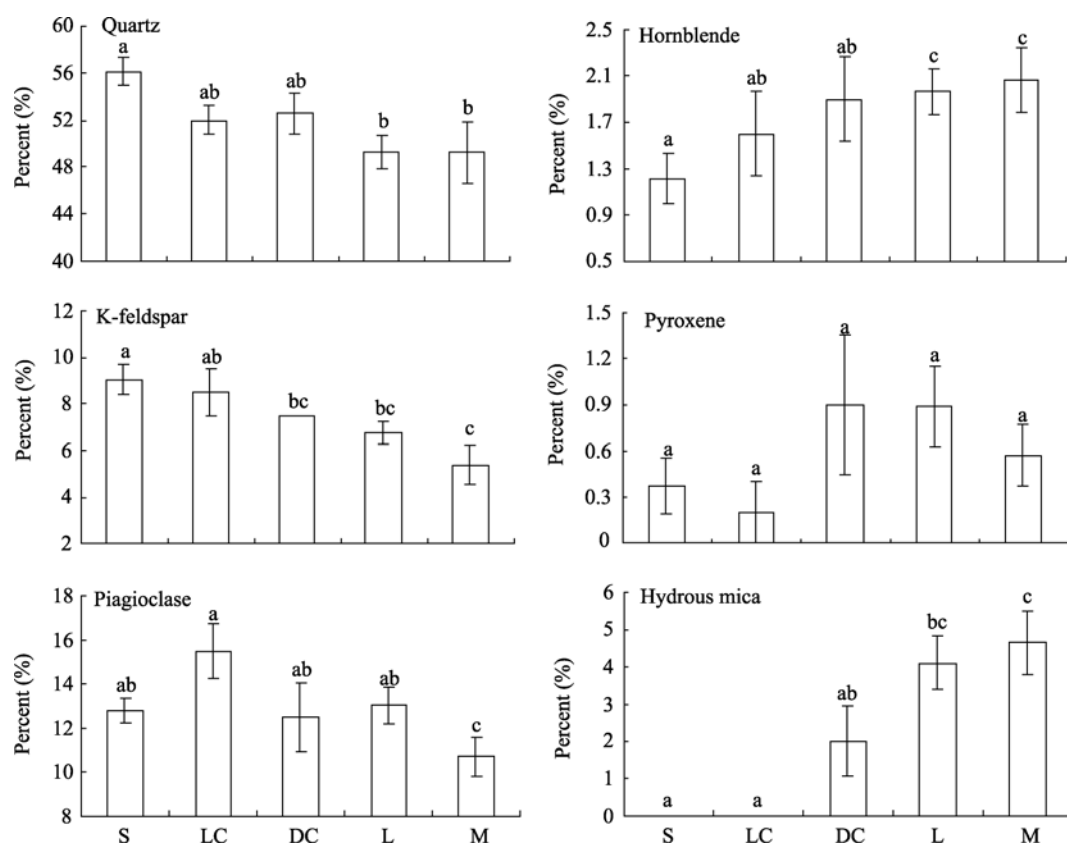 Quartz
Percent (%)
60
56
52
48
44
40
a
ab
ab
b
b
Hornblende
Percent (%)
2.5
2.1
1.7
1.3
0.9
0.5
a
ab
ab
c
c
K-feldspar
Percent (%)
12
10
8
6
4
2
a
ab
bc
bc
c
Pyroxene
Percent (%)
1.5
1.2
0.9
0.6
0.3
0
a
a
a
a
a
Piagioclase
Percent (%)
18
16
14
12
10
8
ab
a
ab
ab
c
S LC DC L M
Hydrous mica
Percent (%)
6
5
4
3
2
1
0
a
a
ab
bc
c
S LC DC L M